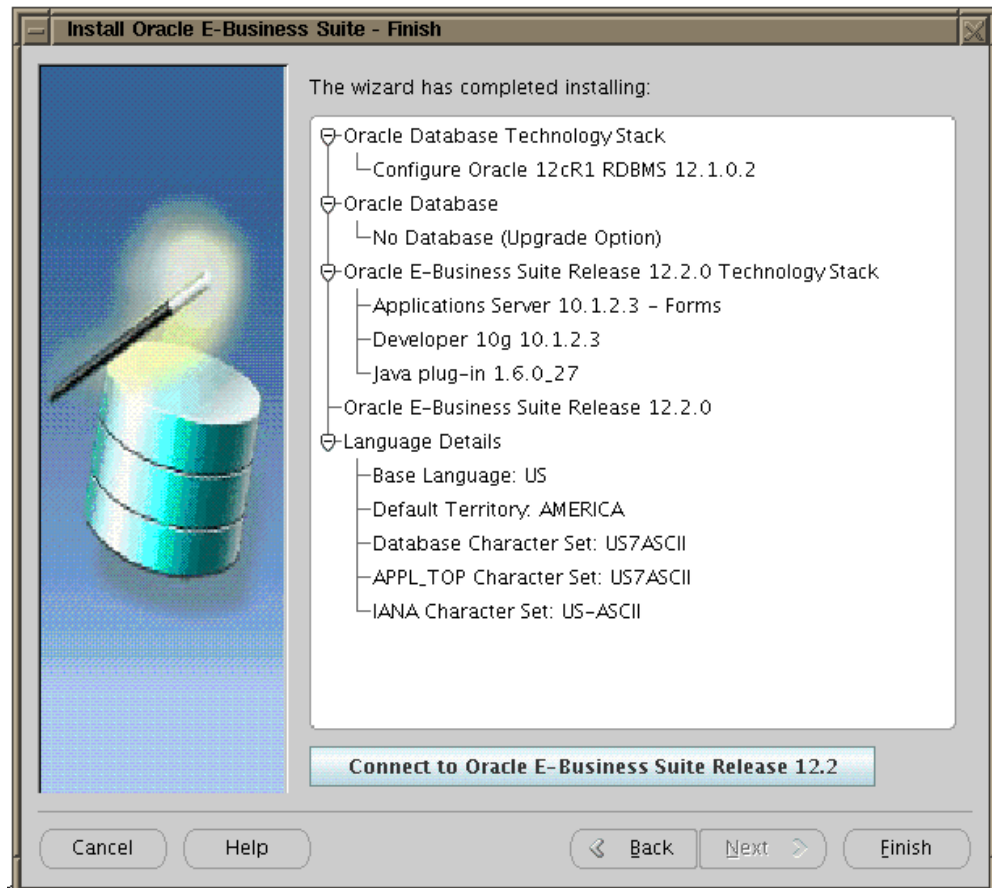 Install Oracle E-Business Suite - Finish
The wizard has completed installing:
Oracle Database Technology Stack
Configure Oracle 12cR1 RDBMS 12.1.0.2
Oracle Database
No Database (Upgrade Option)
Oracle E-Business Suite Release 12.2.0 Technology Stack
Applications Server 10.1.2.3 - Forms
Developer 10g 10.1.2.3
Java plug-in 1.6.0_27
Oracle E-Business Suite Release 12.2.0
Language Details
Base Language: US
Default Territory: AMERICA
Database Character Set: US7ASCII
APPL_TOP Character Set: US7ASCII
IANA Character Set: US-ASCII
Connect to Oracle E-Business Suite Release 12.2
Cancel Help Back Next Finish